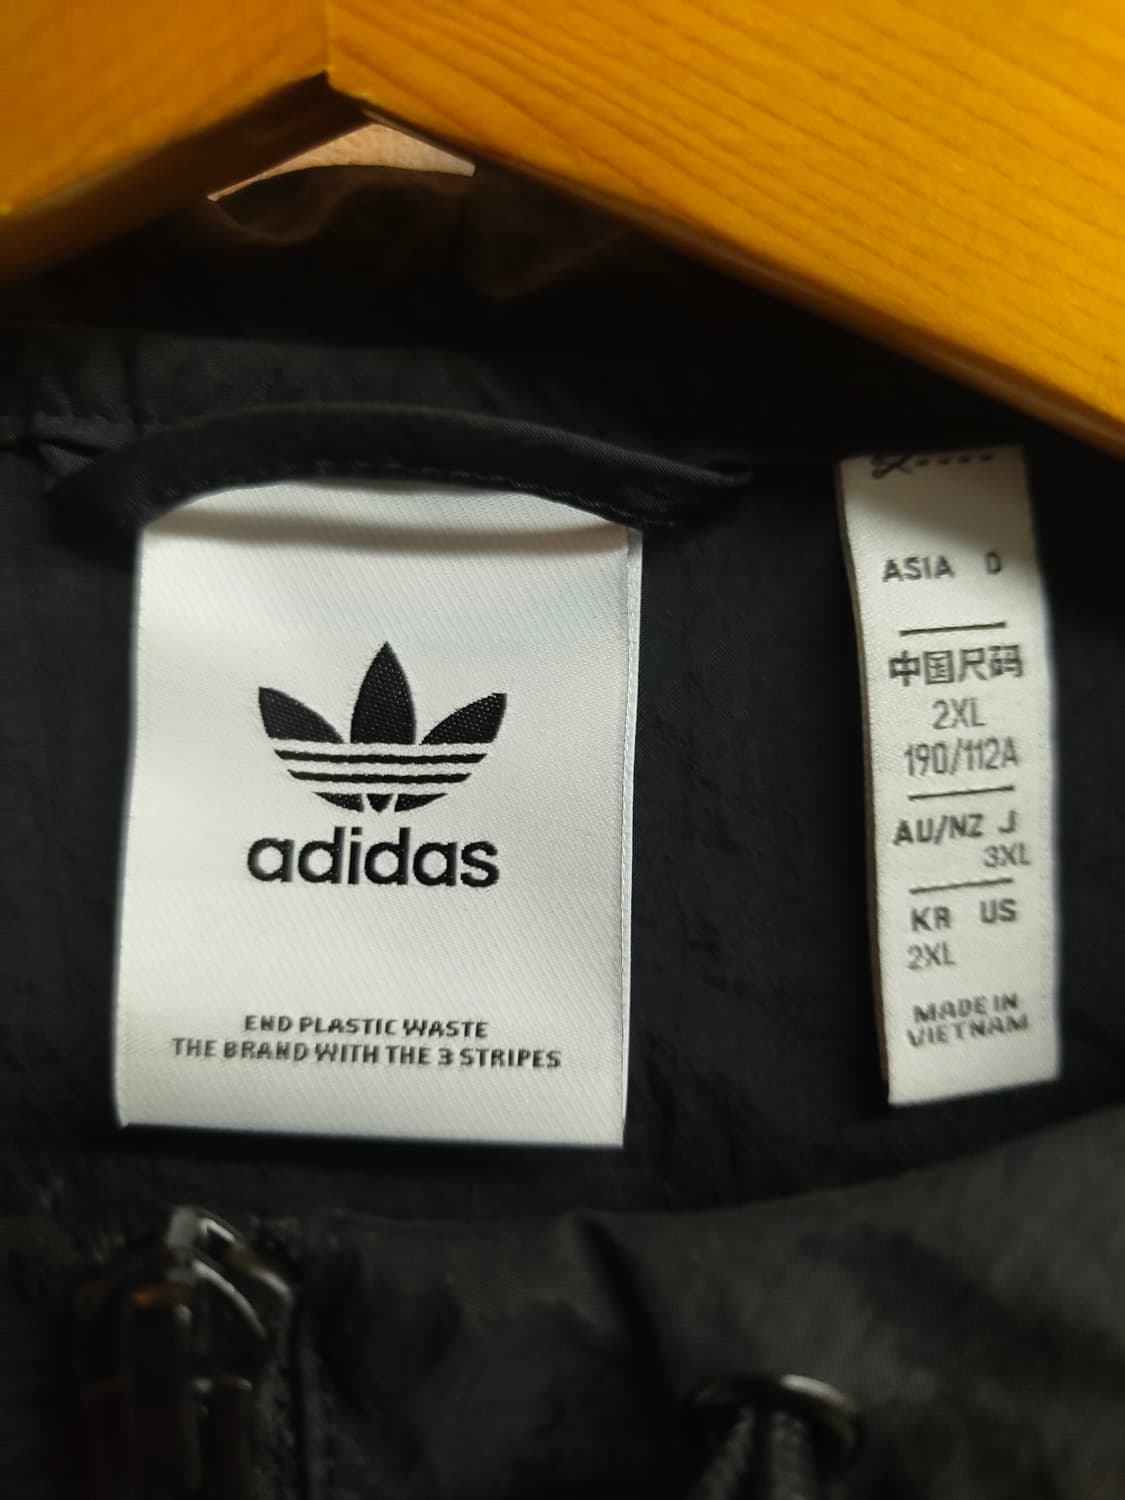 adidas
END PLASTIC WASTE
THE BRAND WITH THE 3 STRIPES
ASIA D
中国尺码
2XL
190/112A
AU/NZ J
3XL
KR US
2XL
MADE IN
VIETNAM